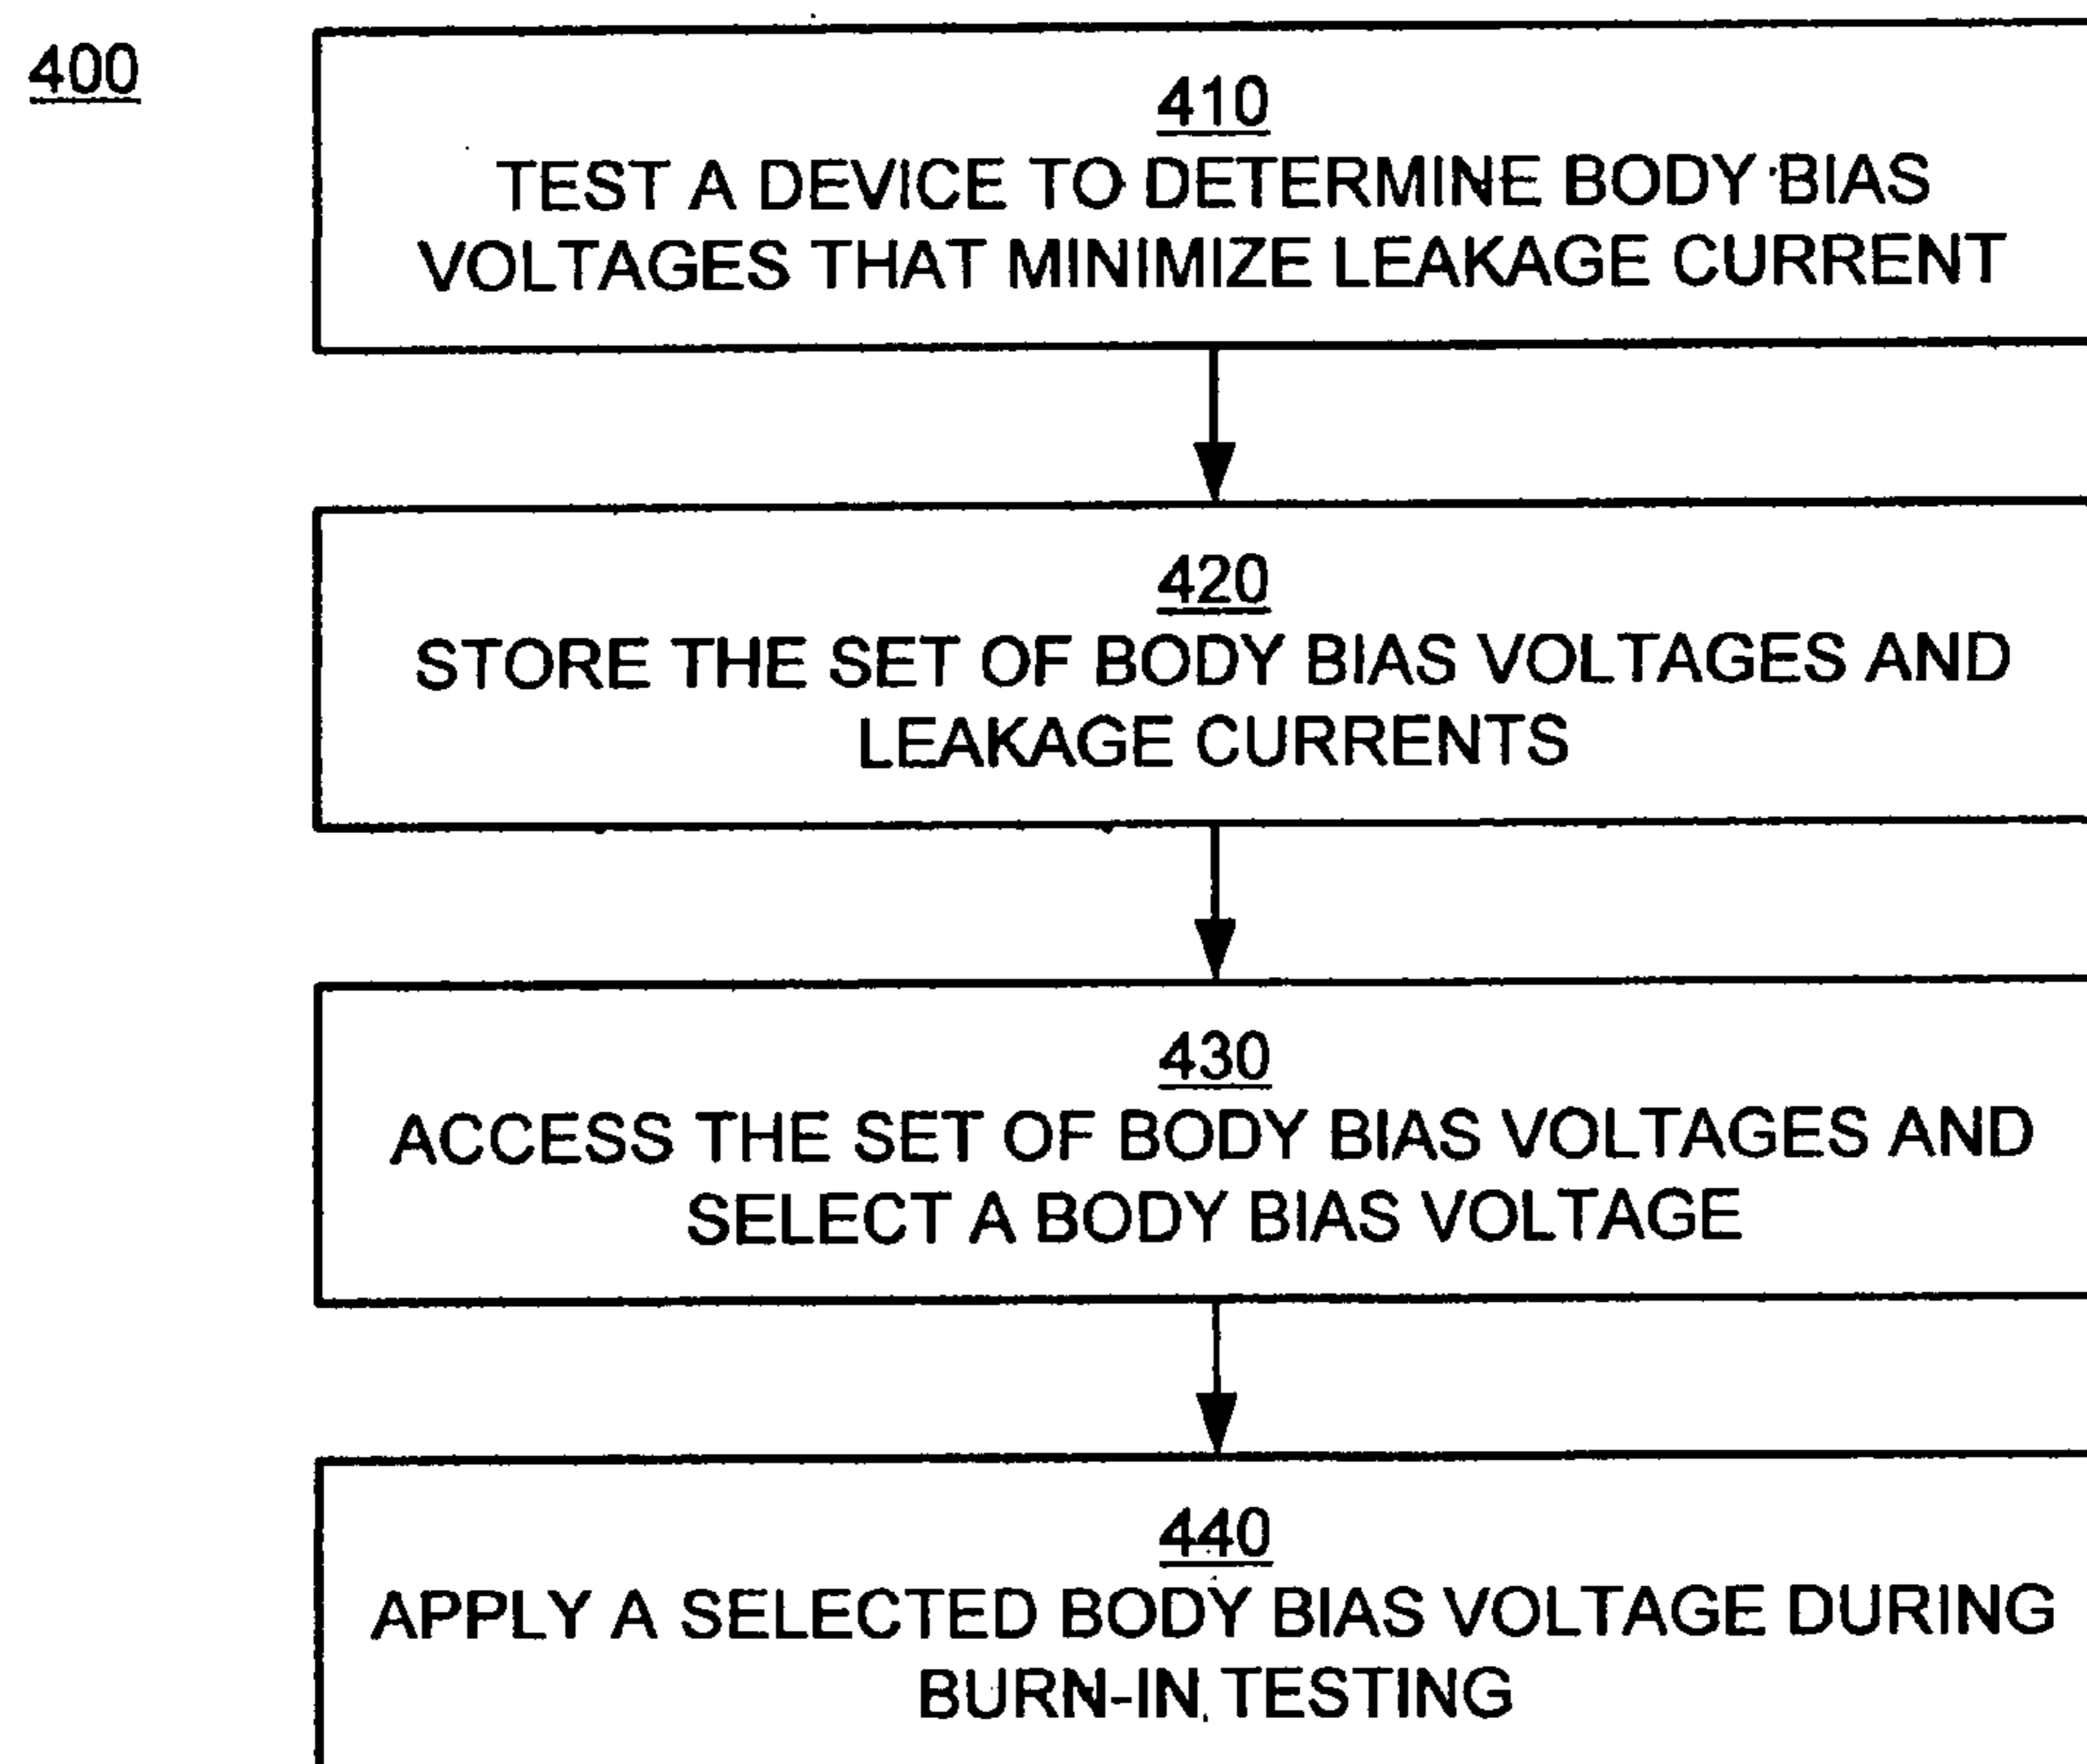 400
410
TEST A DEVICE TO DETERMINE BODY BIAS
VOLTAGES THAT MINIMIZE LEAKAGE CURRENT
420
STORE THE SET OF BODY BIAS VOLTAGES AND
LEAKAGE CURRENTS
430
ACCESS THE SET OF BODY BIAS VOLTAGES AND
SELECT A BODY BIAS VOLTAGE
440
APPLY A SELECTED BODY BIAS VOLTAGE DURING
BURN-IN TESTING